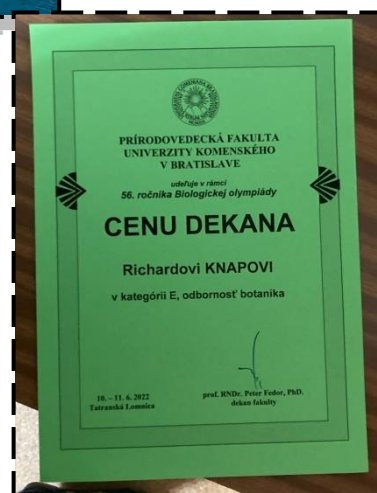 PRÍRODOVEDECKÁ FAKULTA
UNIVERZITY KOMENSKÉHO
V BRATISLAVE
udeľuje v rámci
56. ročníka Biologickej olympiády
CENU DEKANA
Richardovi KNAPOVI
v kategórii E, odbornosť botanika
10. – 11. 6. 2022
Tatranská Lomnica
prof. RNDr. Peter Fedor, PhD.
dekan fakulty